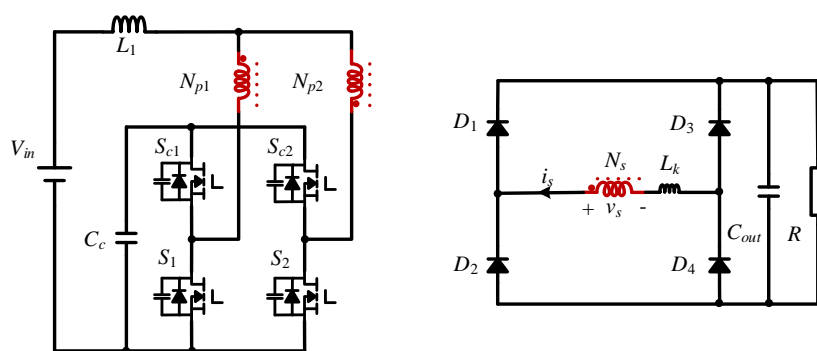 L1
Np1 Np2
Vin
Sc1 Sc2
Cc
S1 S2
D1 D3
Ns Lk
is
+ vs -
Cout R
D2 D4